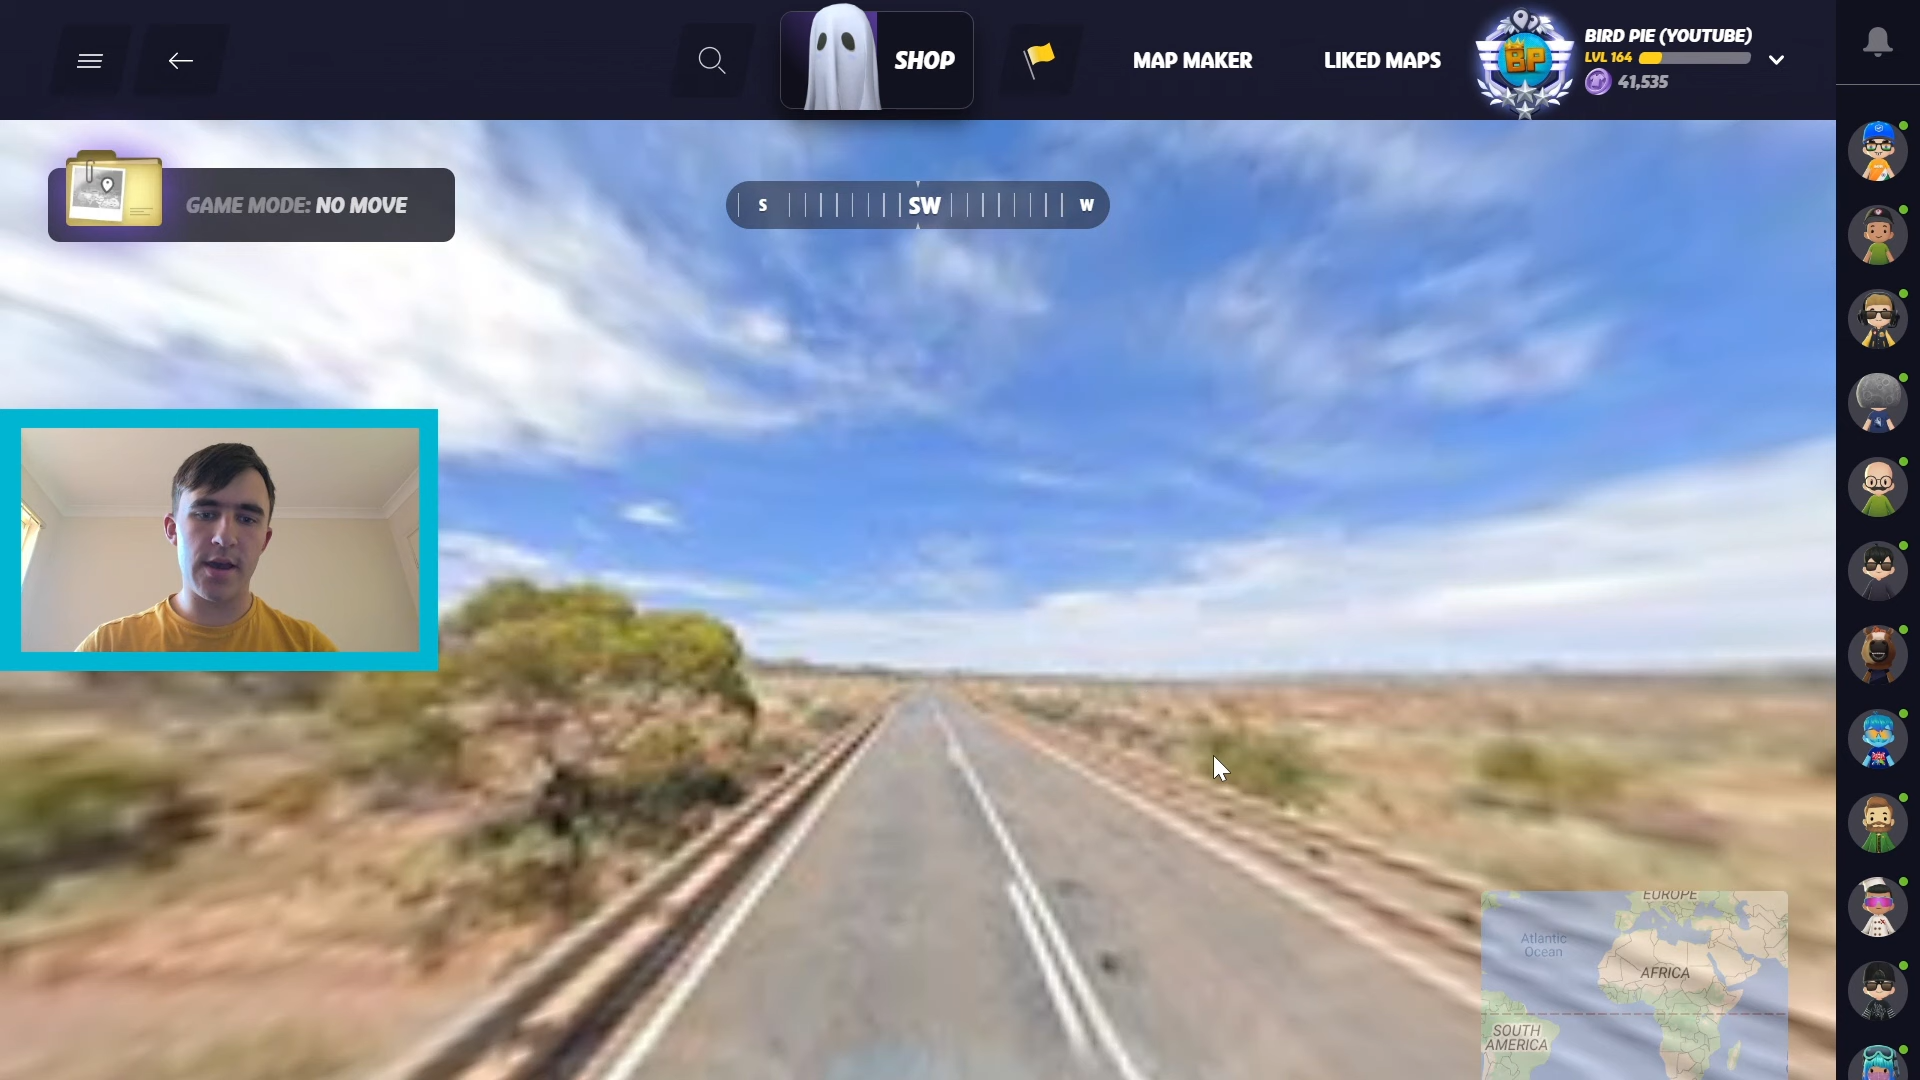 SHOP
MAP MAKER
LIKED MAPS
BP
BIRD PIE (YOUTUBE)
LVL 164
41,535
GAME MODE: NO MOVE
S SW W
EUROPE
Atlantic
Ocean
AFRICA
SOUTH
AMERICA